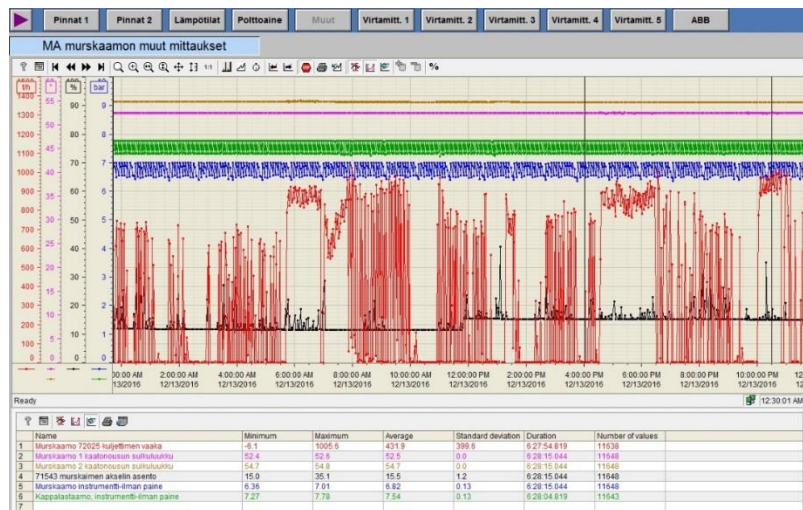 Pinnat 1 Pinnat 2 Lämpötilat Polttoaine Muut Virtamitt. 1 Virtamitt. 2 Virtamitt. 3 Virtamitt. 4 Virtamitt. 5 ABB
MA murskaamon muut mittaukset
1:1 %
t/h ° % bar
1400 55 90 9
1300
1200 50 80 8
1100 45
1000 40 70 7
900 60 6
800 35
700 30 50 5
600 25 40 4
500
400 20 30 3
300 15
200 10 20 2
100 5 10 1
0 0 0 0
00:00 AM 2:00:00 AM 4:00:00 AM 6:00:00 AM 8:00:00 AM 10:00:00 AM 12:00:00 PM 2:00:00 PM 4:00:00 PM 6:00:00 PM 8:00:00 PM 10:00:00 PM 12
12/13/2016 12/13/2016 12/13/2016 12/13/2016 12/13/2016 12/13/2016 12/13/2016 12/13/2016 12/13/2016 12/13/2016 12/13/2016 12/13/2016 12
Ready 12:30:01 AM
Name Minimum Maximum Average Standard deviation Duration Number of values
1 Murskaamo 72025 kuljettimen vaaka -6.1 1005.6 431.9 399.6 6:27:54.819 11638
2 Murskaamo 1 kaatonousun sulkuluukku 52.4 52.6 52.5 0.0 6:28:15.044 11648
3 Murskaamo 2 kaatonousun sulkuluukku 54.7 54.8 54.7 0.0 6:28:15.044 11648
4 71543 murskaimen akselin asento 15.0 35.1 15.5 1.2 6:28:15.044 11648
5 Murskaamo instrumentti-ilman paine 6.36 7.01 6.82 0.13 6:28:15.044 11648
6 Kappalastaamo, instrumentti-ilman paine 7.27 7.78 7.54 0.13 6:28:04.819 11643
7